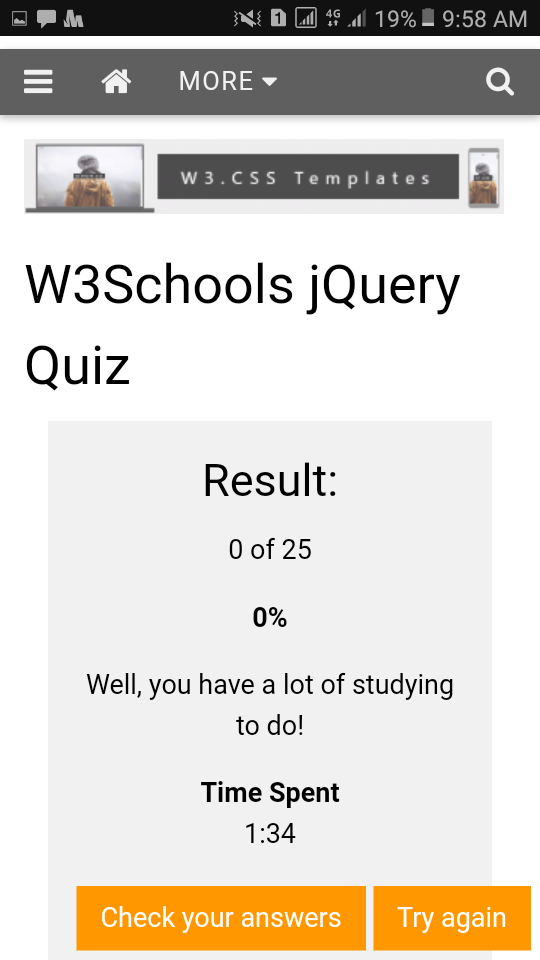 4G 19% 9:58 AM
MORE
W3.CSS Templates
W3Schools jQuery
Quiz
Result:
0 of 25
0%
Well, you have a lot of studying
to do!
Time Spent
1:34
Check your answers Try again